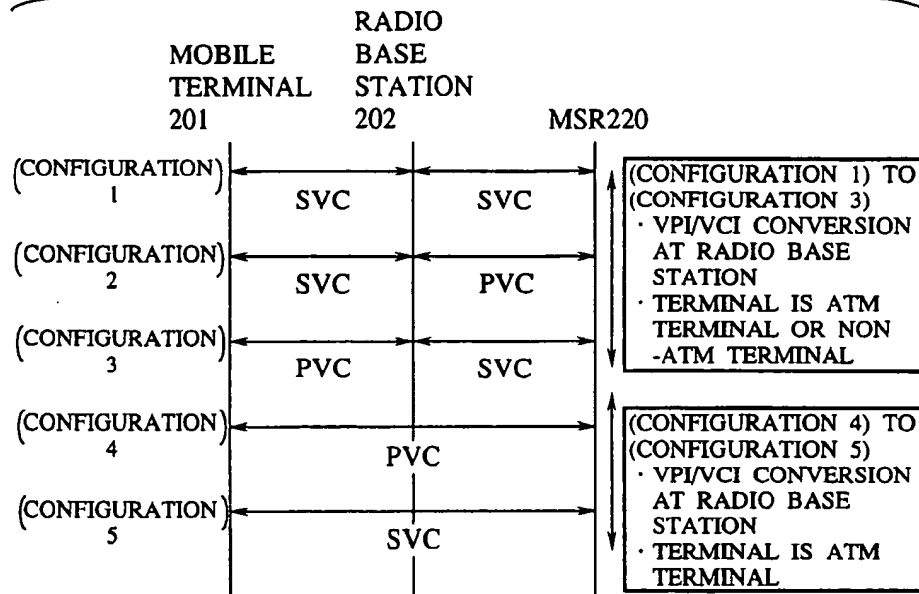 MOBILE
TERMINAL
201
RADIO
BASE
STATION
202
MSR220
(CONFIGURATION)
1
SVC
SVC
(CONFIGURATION)
2
SVC
PVC
(CONFIGURATION)
3
PVC
SVC
(CONFIGURATION)
4
PVC
(CONFIGURATION)
5
SVC
(CONFIGURATION 1) TO
(CONFIGURATION 3)
· VPI/VCI CONVERSION
AT RADIO BASE
STATION
· TERMINAL IS ATM
TERMINAL OR NON
-ATM TERMINAL
(CONFIGURATION 4) TO
(CONFIGURATION 5)
· VPI/VCI CONVERSION
AT RADIO BASE
STATION
· TERMINAL IS ATM
TERMINAL